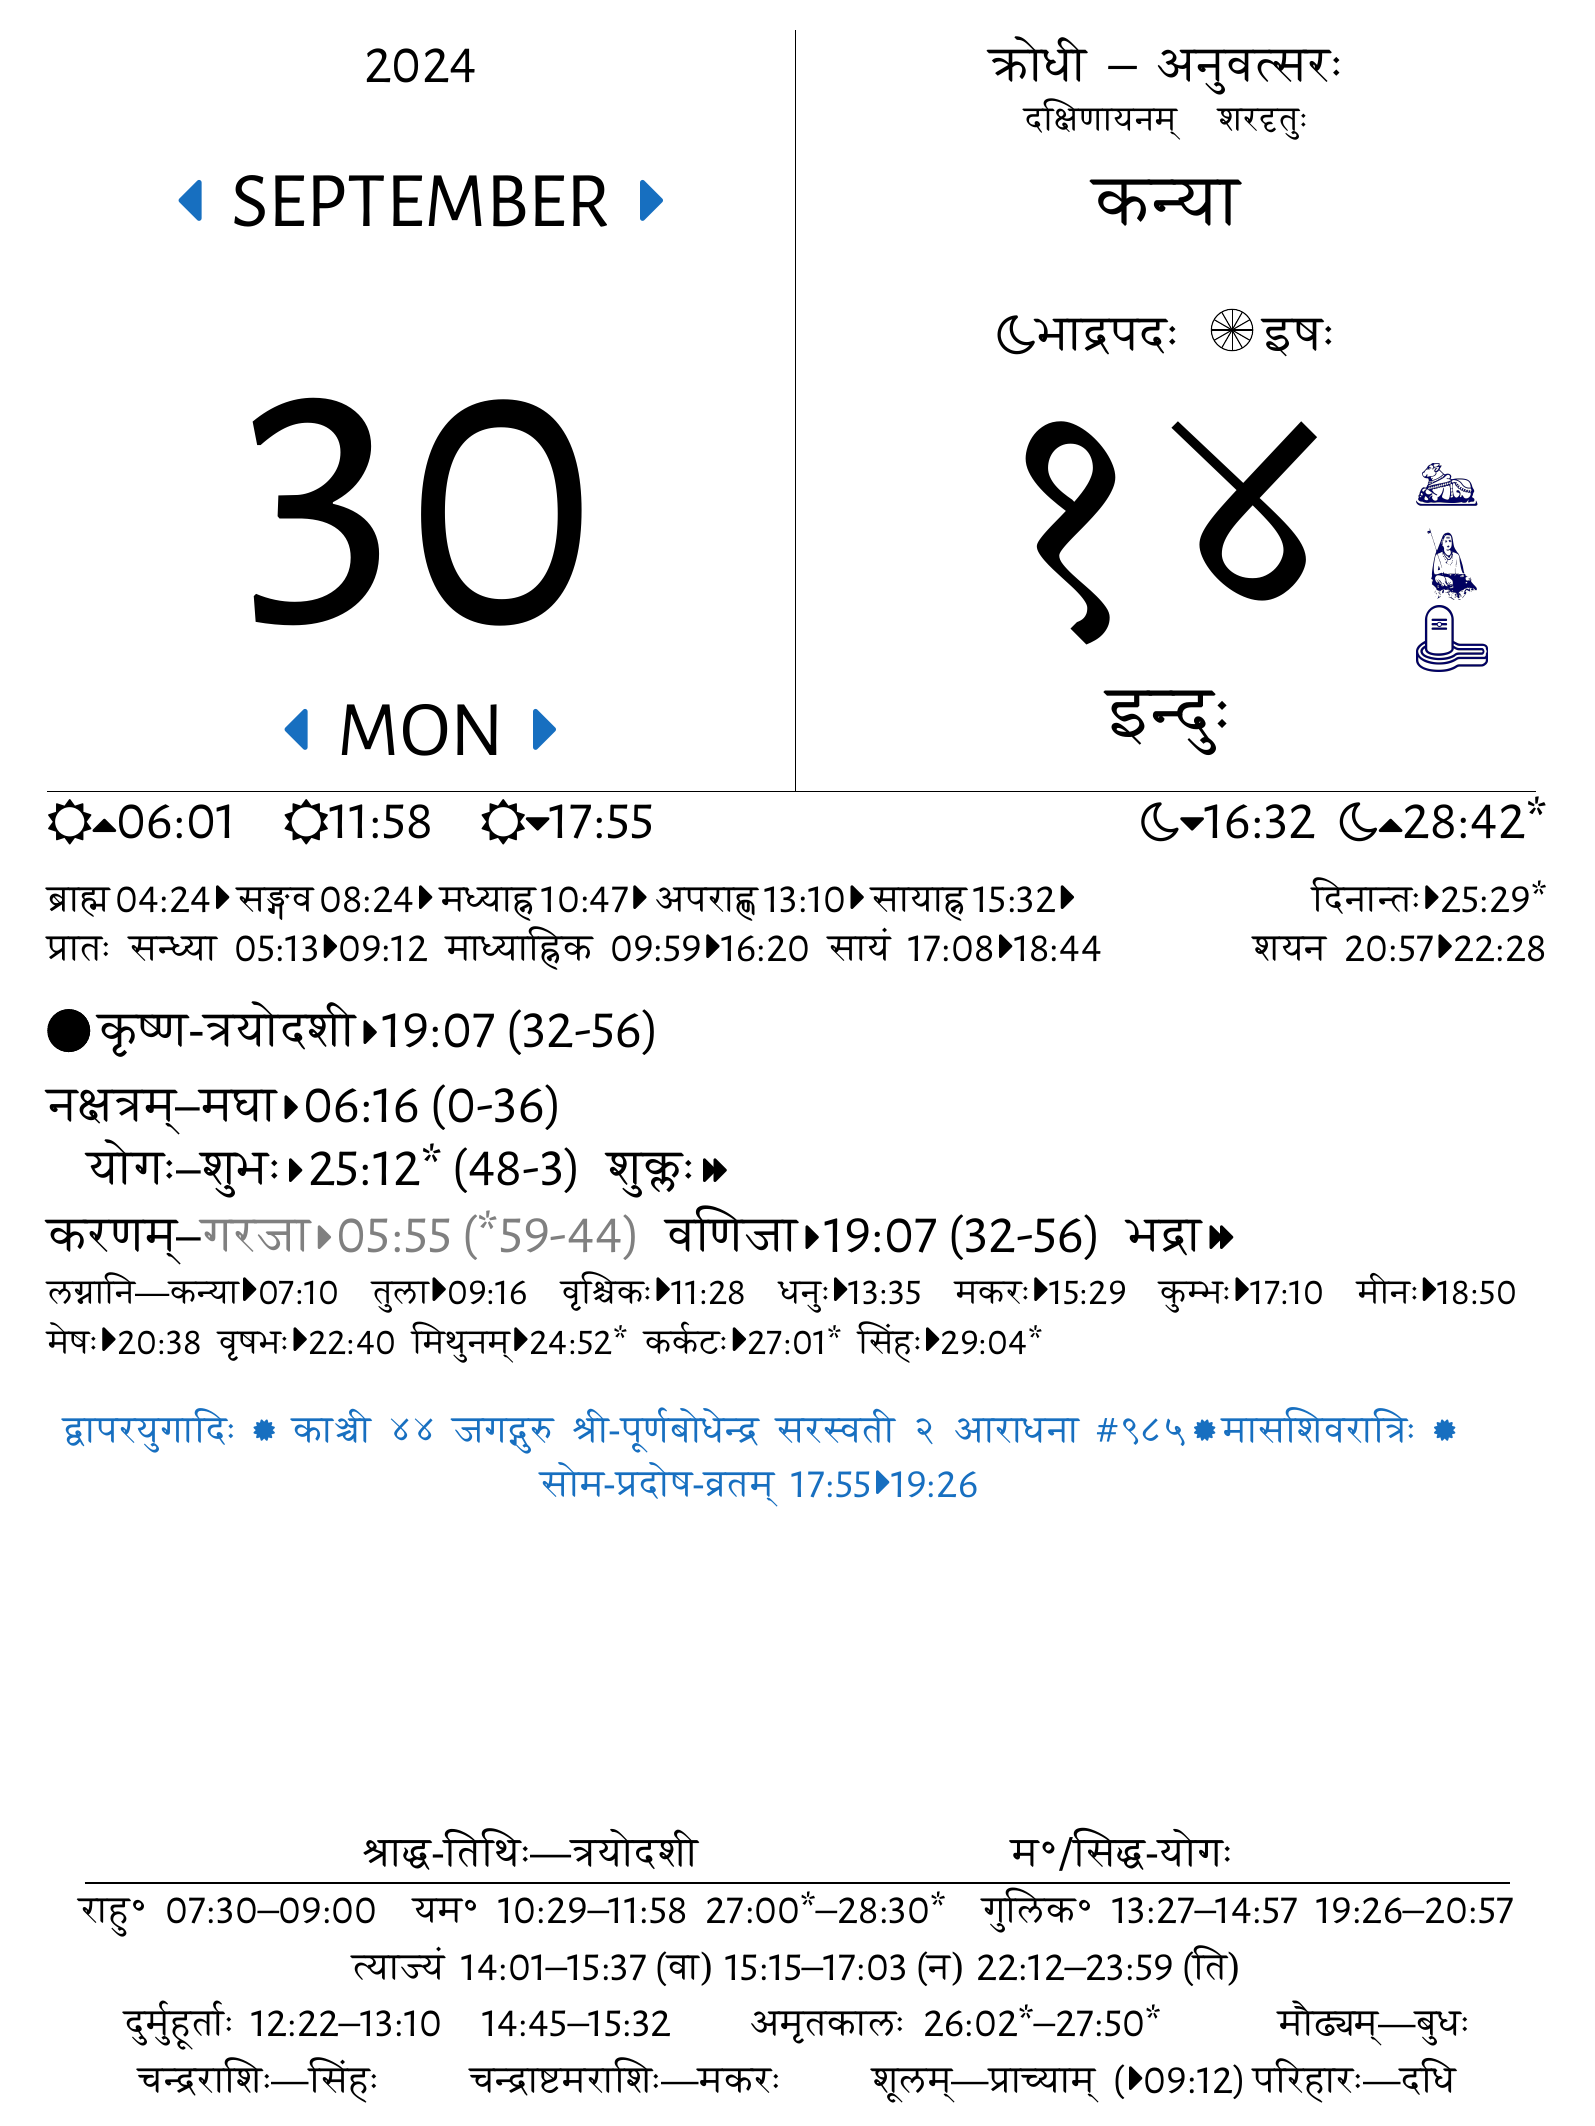 2024
SEPTEMBER
30
MON
क्रोधी – अनुवत्सरः
दक्षिणायनम् शरदृतुः
कन्या
भाद्रपदः इषः
१४
इन्दुः
06:01 11:58 17:55 16:32 28:42*
ब्राह्म 04:24 सङ्गव 08:24 मध्याह्न 10:47 अपराह्ण 13:10 सायाह्न 15:32 दिनान्तः 25:29*
प्रातः सन्ध्या 05:13 09:12 माध्याह्निक 09:59 16:20 सायं 17:08 18:44 शयन 20:57 22:28
कृष्ण-त्रयोदशी 19:07 (32-56)
नक्षत्रम्–मघा 06:16 (0-36)
योगः–शुभः 25:12* (48-3) शुक्लः
करणम्–गरजा 05:55 (*59-44) वणिजा 19:07 (32-56) भद्रा
लग्नानि—कन्या 07:10 तुला 09:16 वृश्चिकः 11:28 धनुः 13:35 मकरः 15:29 कुम्भः 17:10 मीनः 18:50
मेषः 20:38 वृषभः 22:40 मिथुनम् 24:52* कर्कटः 27:01* सिंहः 29:04*
द्वापरयुगादिः काञ्ची ४४ जगद्गुरु श्री-पूर्णबोधेन्द्र सरस्वती २ आराधना #९८५ मासशिवरात्रिः
सोम-प्रदोष-व्रतम् 17:55 19:26
श्राद्ध-तिथिः—त्रयोदशी म॰/सिद्ध-योगः
राहु॰ 07:30–09:00 यम॰ 10:29–11:58 27:00*–28:30* गुलिक॰ 13:27–14:57 19:26–20:57
त्याज्यं 14:01–15:37 (वा) 15:15–17:03 (न) 22:12–23:59 (ति)
दुर्मुहूर्ताः 12:22–13:10 14:45–15:32 अमृतकालः 26:02*–27:50* मौढ्यम्—बुधः
चन्द्रराशिः—सिंहः चन्द्राष्टमराशिः—मकरः शूलम्—प्राच्याम् (09:12) परिहारः—दधि